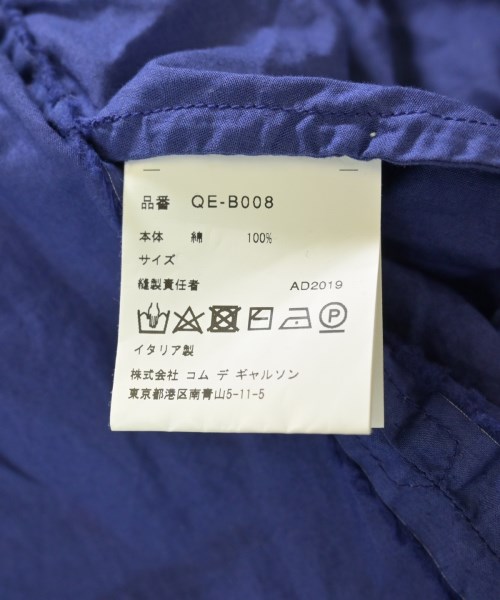 品番 QE-B008
本体 綿 100%
サイズ
縫製責任者 AD2019
イタリア製
株式会社 コム デ ギャルソン
東京都港区南青山5-11-5